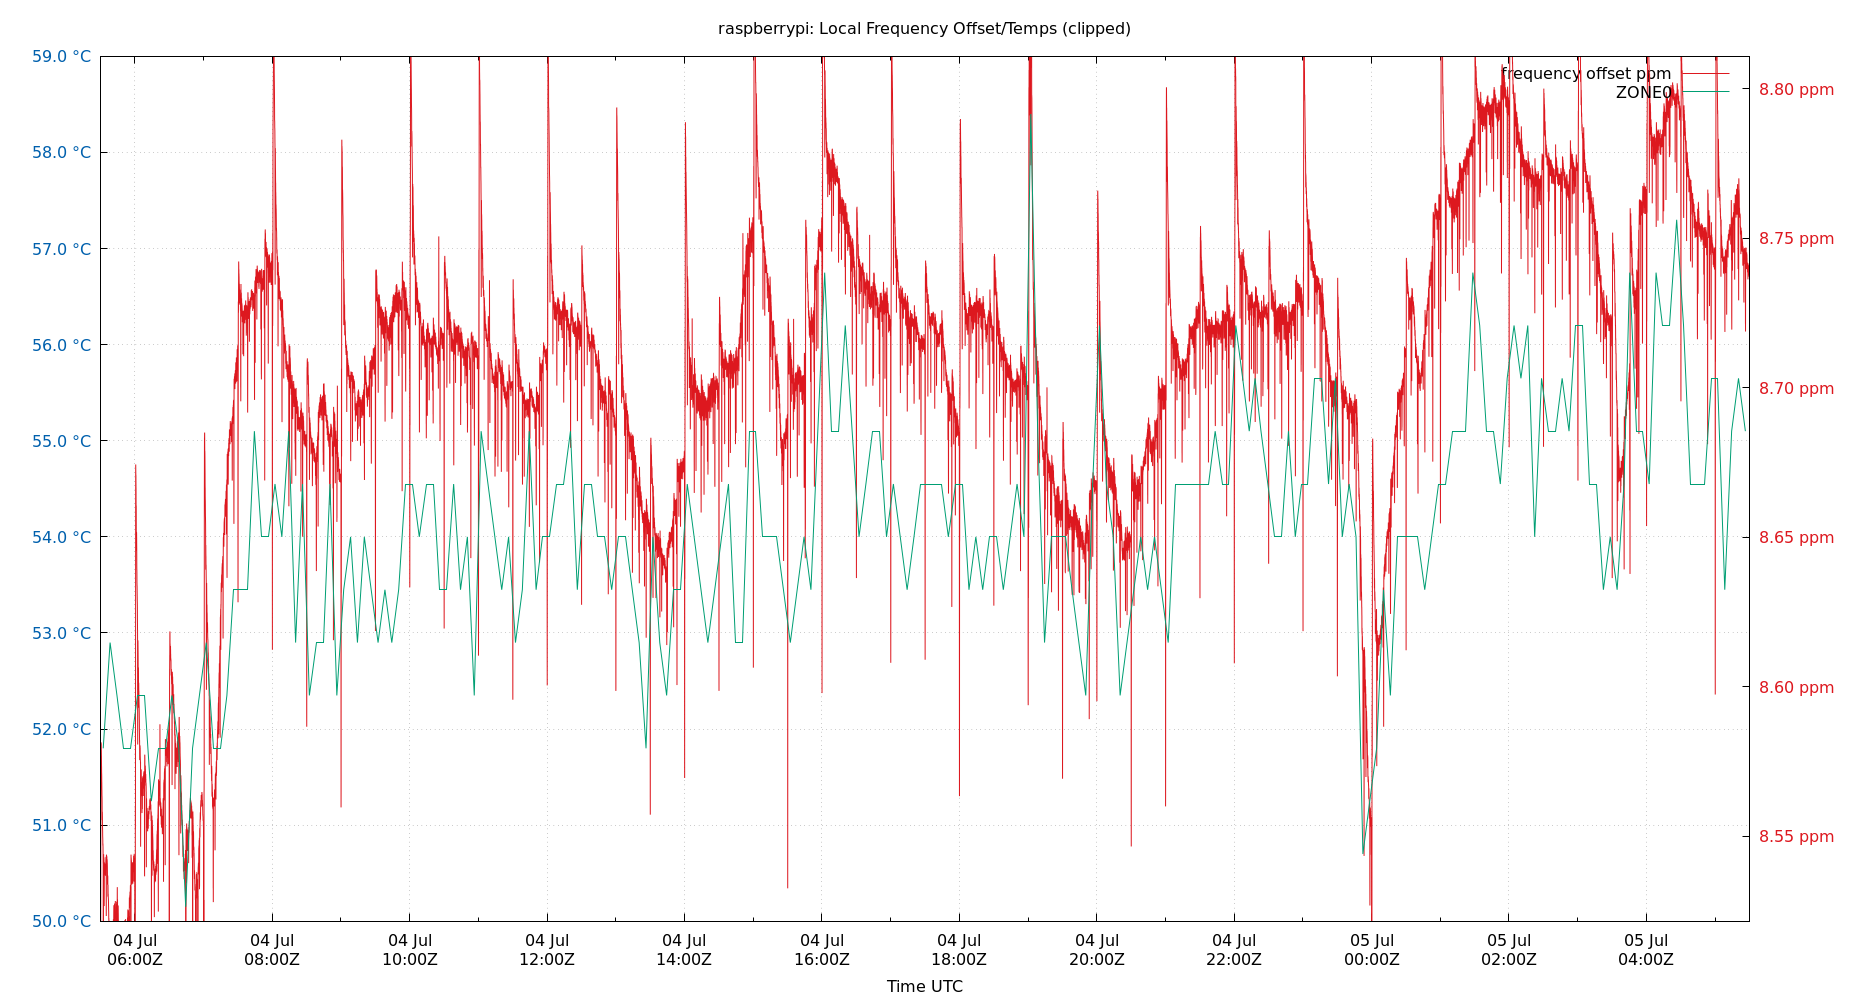 raspberrypi: Local Frequency Offset/Temps (clipped)
59.0 °C
58.0 °C
57.0 °C
56.0 °C
55.0 °C
54.0 °C
53.0 °C
52.0 °C
51.0 °C
50.0 °C
frequency offset ppm
ZONE0
8.80 ppm
8.75 ppm
8.70 ppm
8.65 ppm
8.60 ppm
8.55 ppm
04 Jul 04 Jul 04 Jul 04 Jul 04 Jul 04 Jul 04 Jul 04 Jul 04 Jul 05 Jul 05 Jul 05 Jul
06:00Z 08:00Z 10:00Z 12:00Z 14:00Z 16:00Z 18:00Z 20:00Z 22:00Z 00:00Z 02:00Z 04:00Z
Time UTC